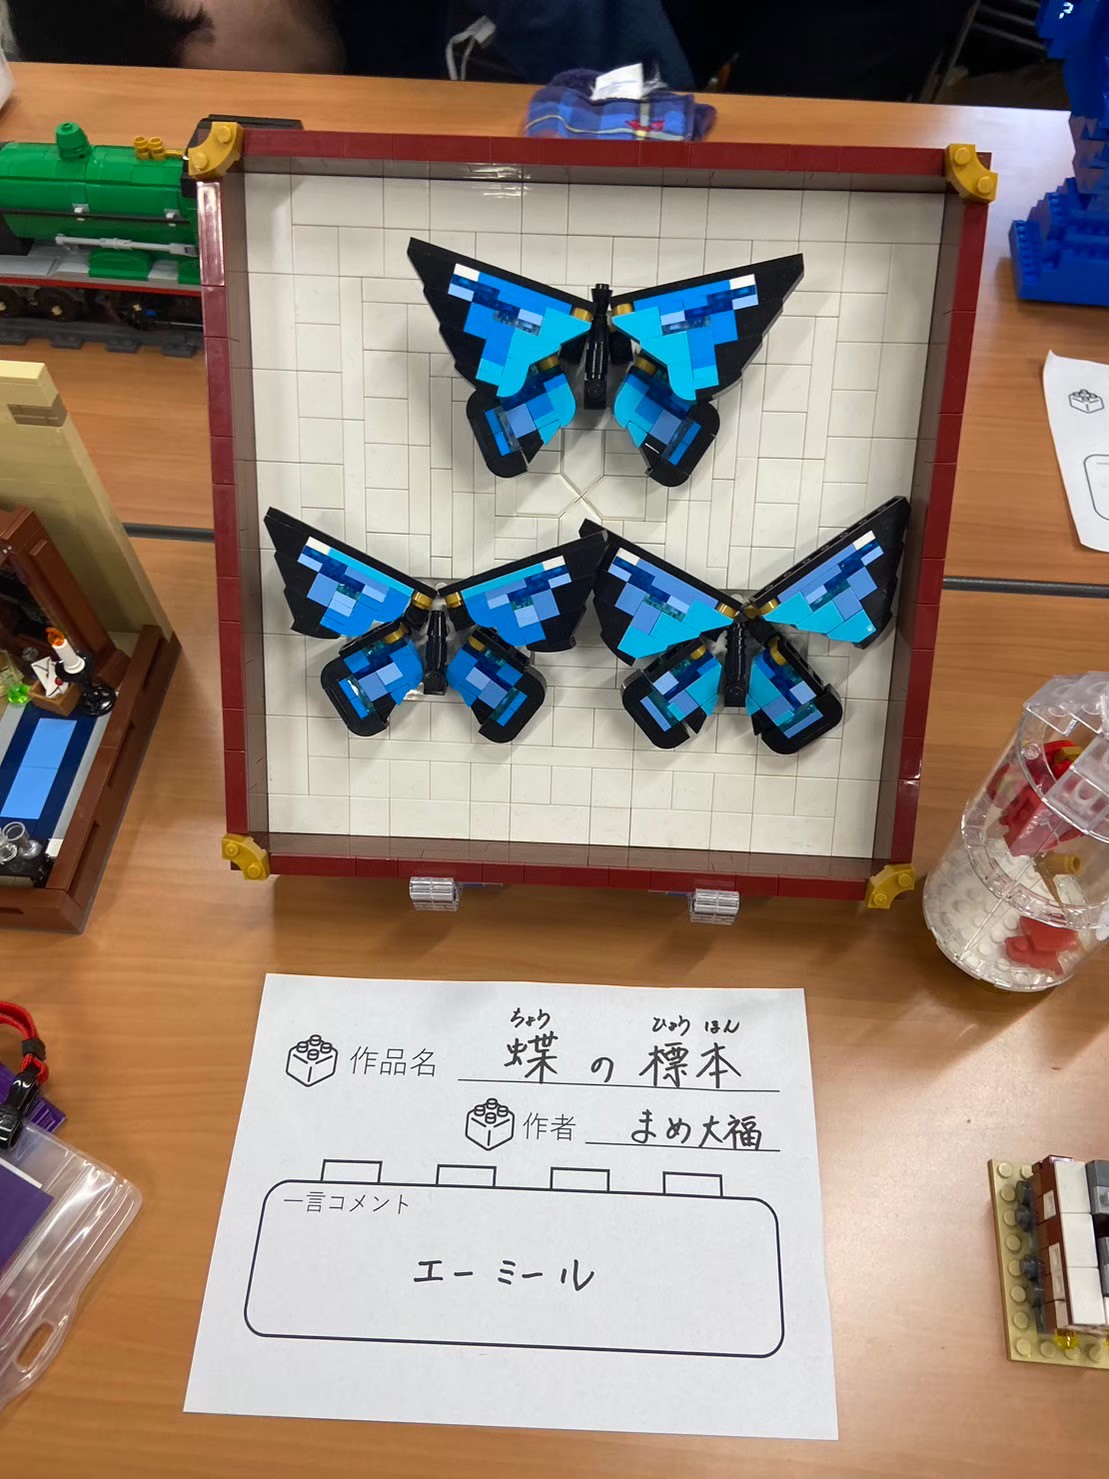 ちょう ひょうほん
作品名 蝶の標本
作者 まめ大福
一言コメント
エーミール